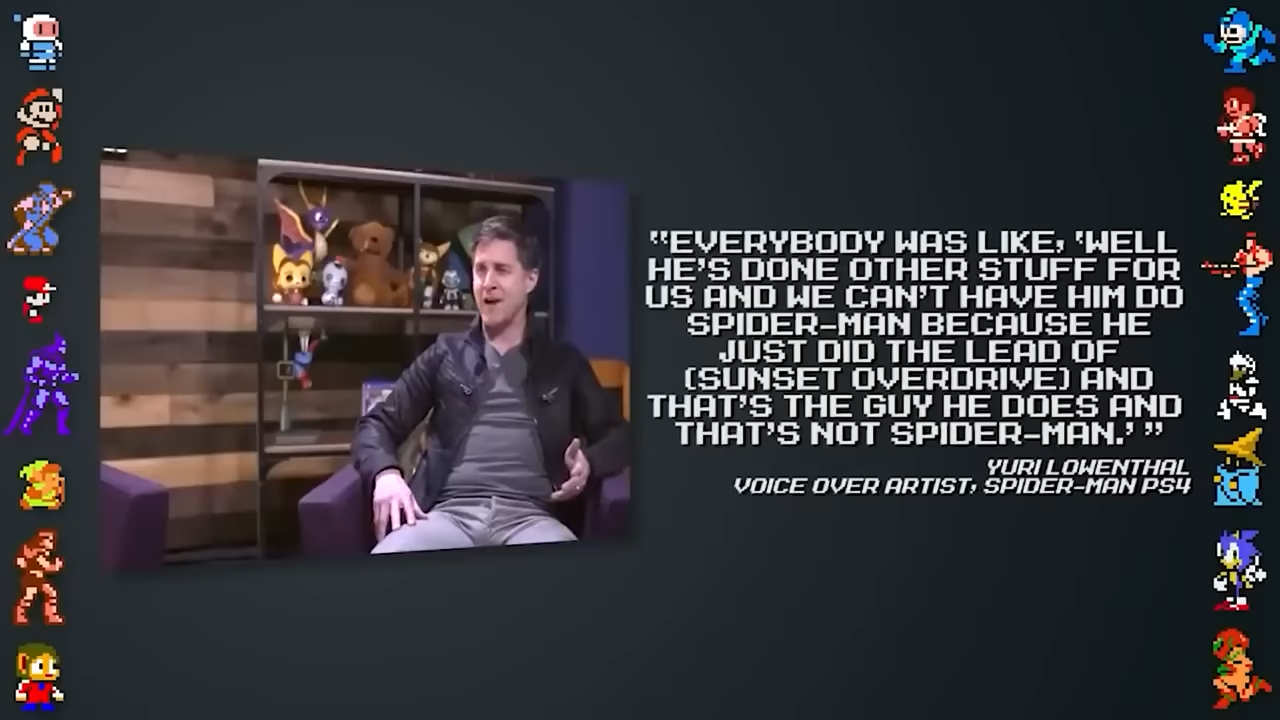 “EVERYBODY WAS LIKE, ‘WELL
HE’S DONE OTHER STUFF FOR
US AND WE CAN’T HAVE HIM DO
SPIDER-MAN BECAUSE HE
JUST DID THE LEAD OF
(SUNSET OVERDRIVE) AND
THAT’S THE GUY HE DOES AND
THAT’S NOT SPIDER-MAN.’ ”
YURI LOWENTHAL
VOICE OVER ARTIST, SPIDER-MAN PS4